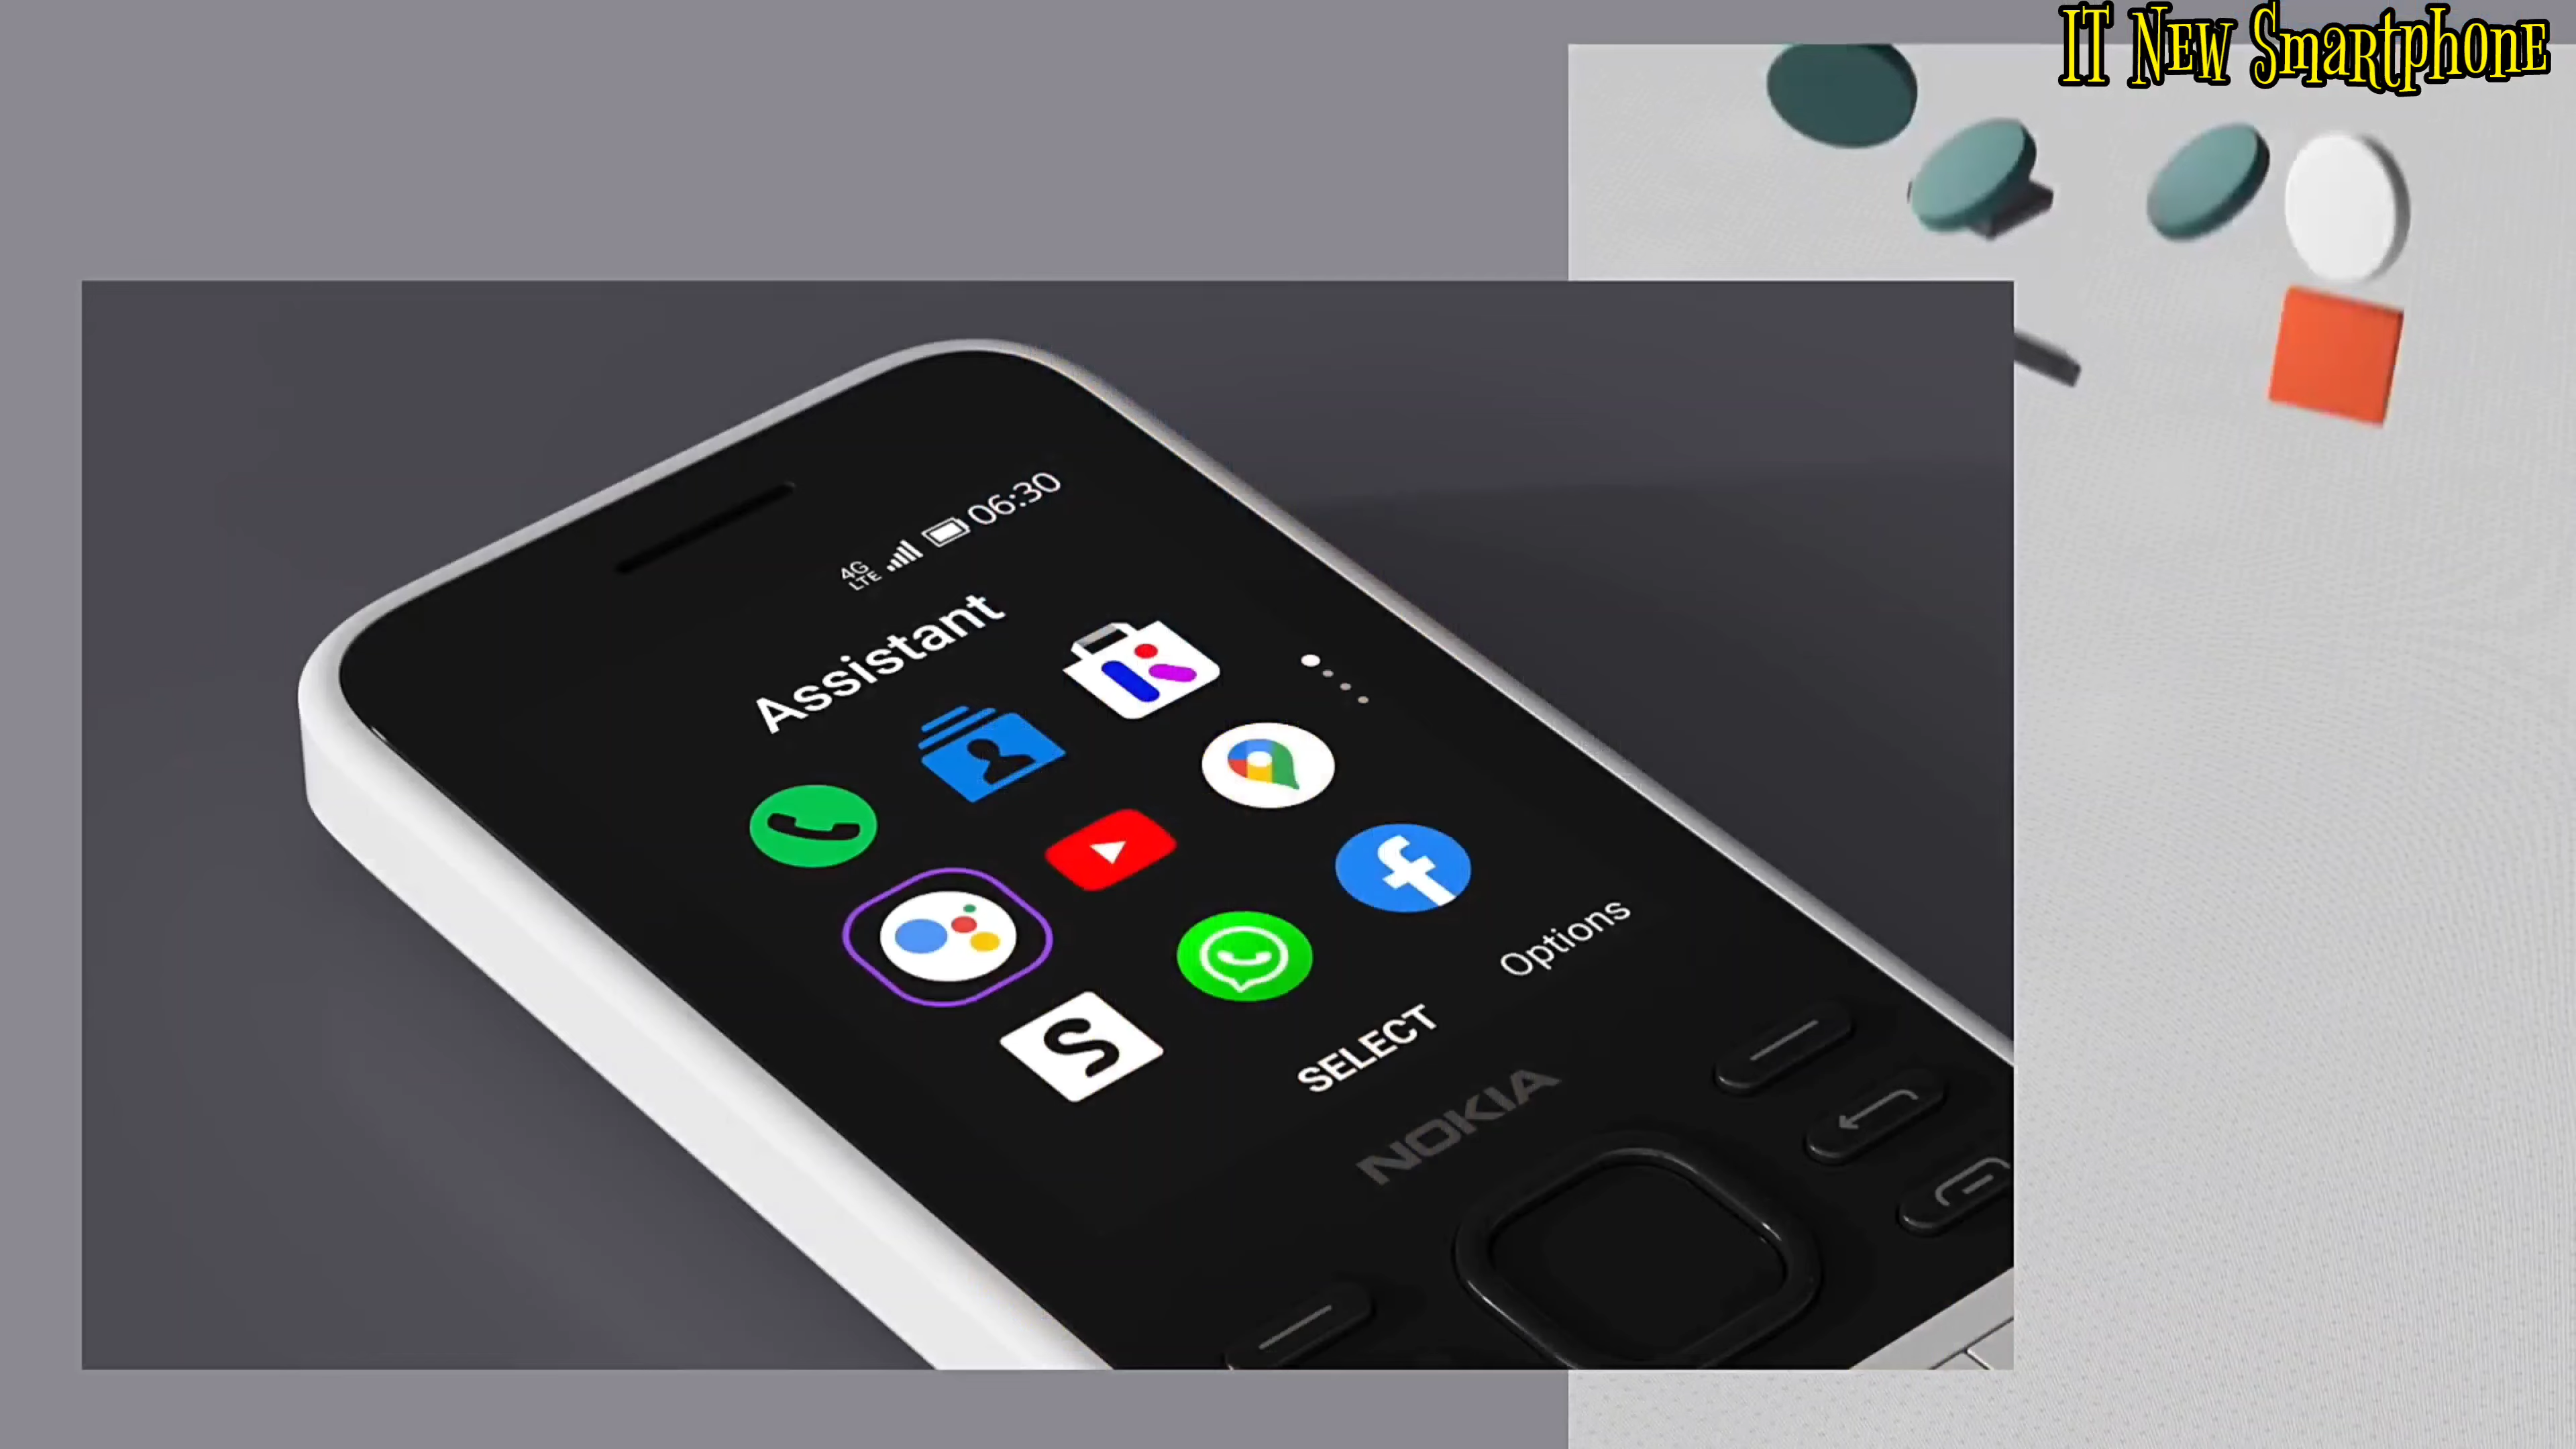 IT New Smartphone
4G
LTE
06:30
Assistant
Options
SELECT
NOKIA